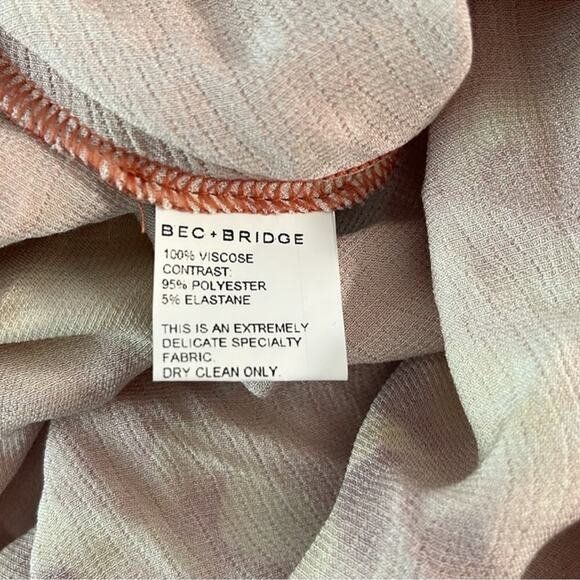 BEC + BRIDGE
100% VISCOSE
CONTRAST:
95% POLYESTER
5% ELASTANE
THIS IS AN EXTREMELY
DELICATE SPECIALTY
FABRIC.
DRY CLEAN ONLY.